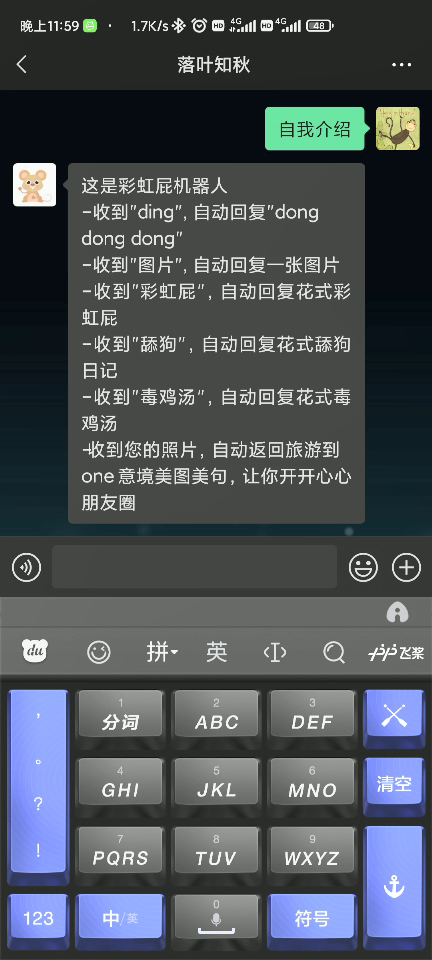 晚上11:59 · 1.7K/s HD 4G HD 4G 48
落叶知秋
自我介绍
这是彩虹屁机器人
-收到"ding", 自动回复"dong
dong dong"
-收到"图片", 自动回复一张图片
-收到"彩虹屁", 自动回复花式彩
虹屁
-收到"舔狗", 自动回复花式舔狗
日记
-收到"毒鸡汤", 自动回复花式毒
鸡汤
-收到您的照片, 自动返回旅游到
one 意境美图美句, 让你开开心心
朋友圈
du 拼 英 飞桨
, 1 分词 2 ABC 3 DEF
。 4 GHI 5 JKL 6 MNO 清空
? 7 PQRS 8 TUV 9 WXYZ
!
123 中/英 0 符号